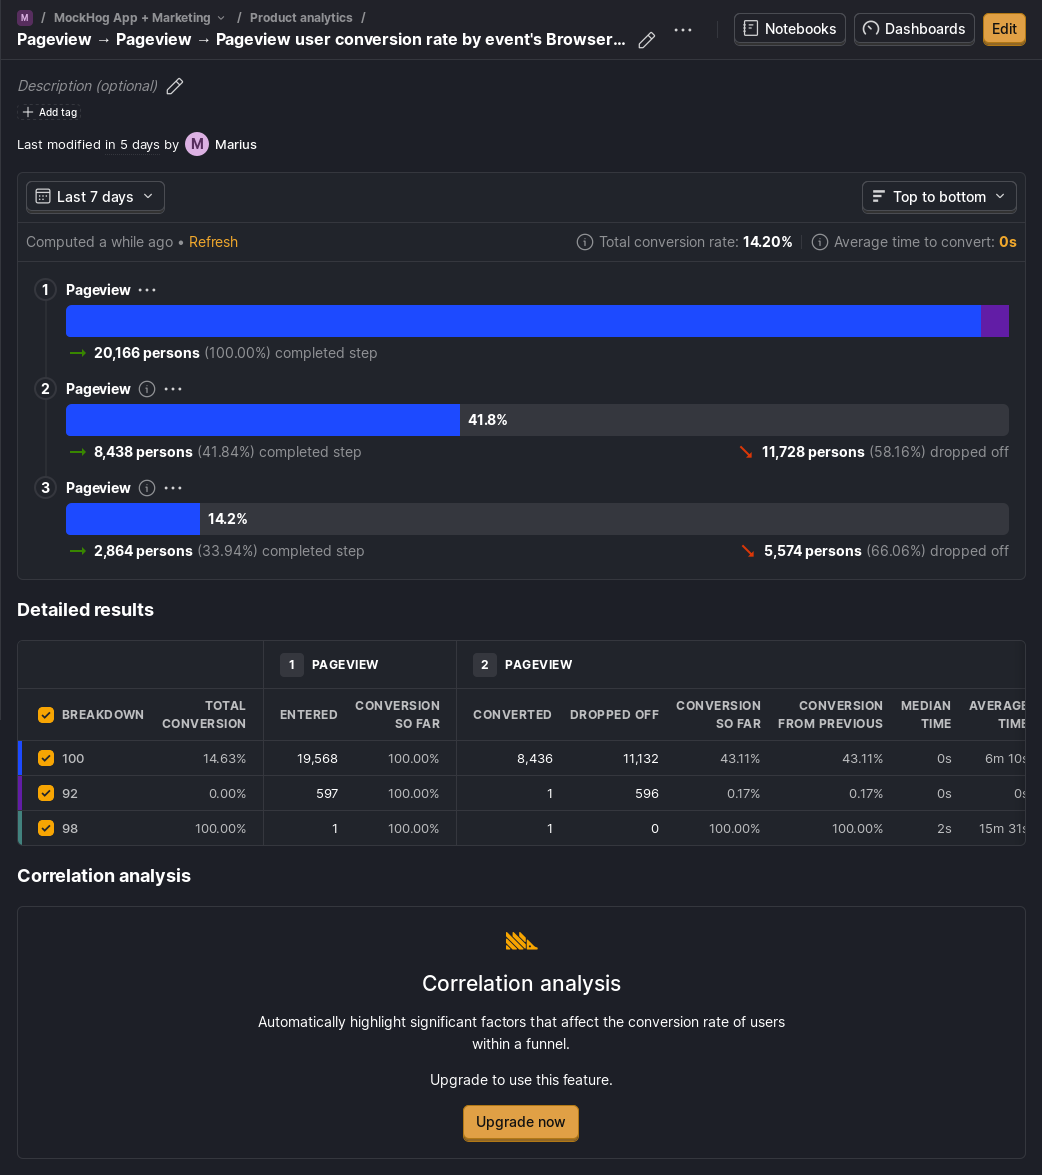 M / MockHog App + Marketing / Product analytics /
Pageview → Pageview → Pageview user conversion rate by event's Browser...
Notebooks
Dashboards
Edit
Description (optional)
Add tag
Last modified in 5 days by M Marius
Last 7 days
Top to bottom
Computed a while ago • Refresh
Total conversion rate: 14.20%
Average time to convert: 0s
1 Pageview
20,166 persons (100.00%) completed step
2 Pageview
41.8%
8,438 persons (41.84%) completed step
11,728 persons (58.16%) dropped off
3 Pageview
14.2%
2,864 persons (33.94%) completed step
5,574 persons (66.06%) dropped off
Detailed results
1 PAGEVIEW
2 PAGEVIEW
BREAKDOWN
TOTAL
CONVERSION
ENTERED
CONVERSION
SO FAR
CONVERTED
DROPPED OFF
CONVERSION
SO FAR
CONVERSION
FROM PREVIOUS
MEDIAN
TIME
AVERAGE
TIME
100 14.63% 19,568 100.00% 8,436 11,132 43.11% 43.11% 0s 6m 10s
92 0.00% 597 100.00% 1 596 0.17% 0.17% 0s 0s
98 100.00% 1 100.00% 1 0 100.00% 100.00% 2s 15m 31s
Correlation analysis
Correlation analysis
Automatically highlight significant factors that affect the conversion rate of users
within a funnel.
Upgrade to use this feature.
Upgrade now